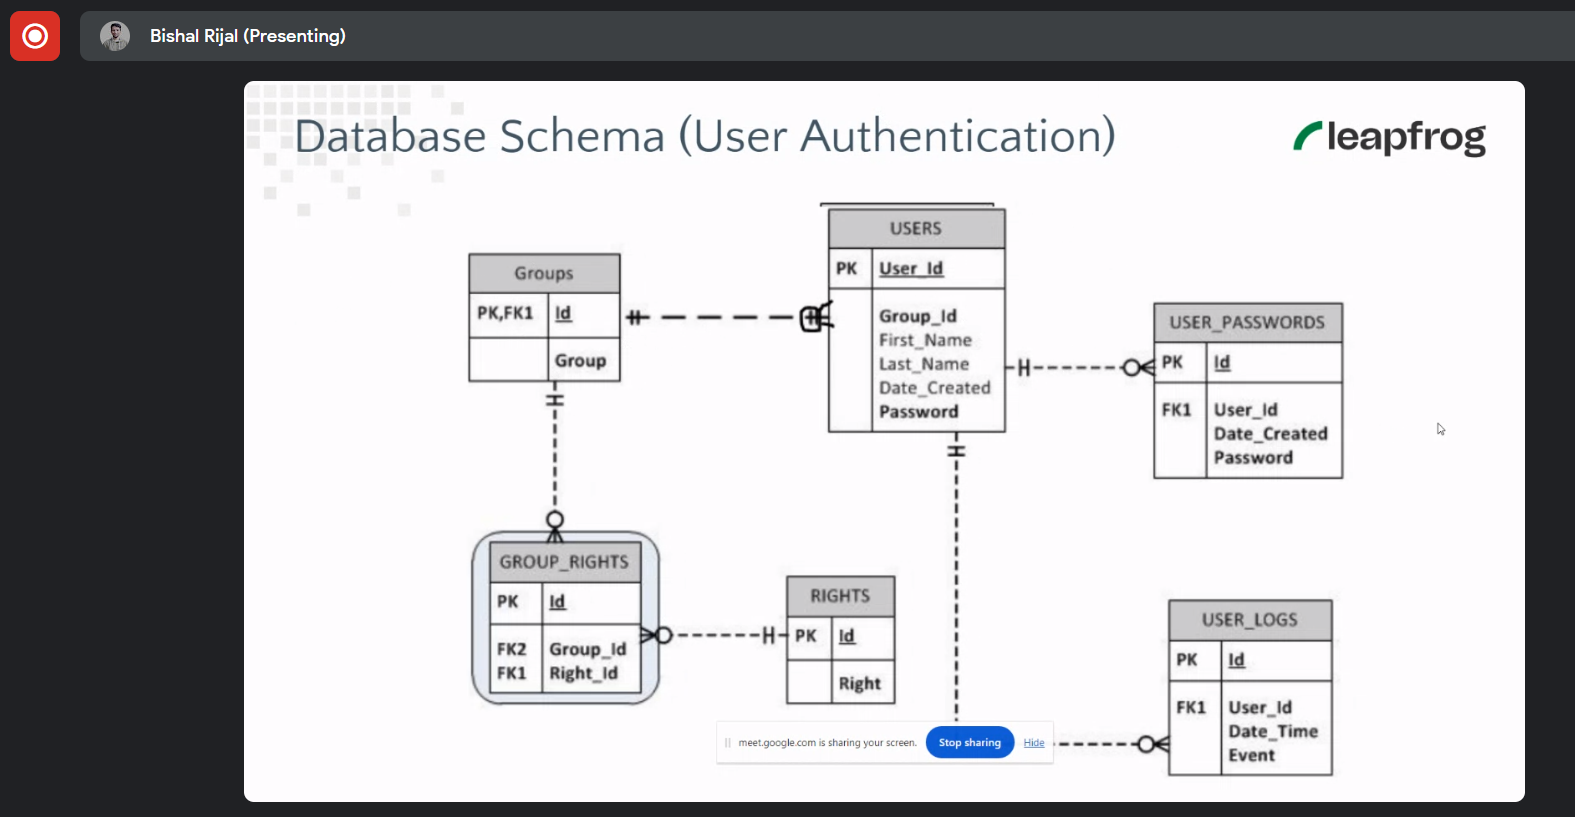 Bishal Rijal (Presenting)
Database Schema (User Authentication)
leapfrog
USERS
PK User_Id
Group_Id
First_Name
Last_Name
Date_Created
Password
Groups
PK,FK1 Id
Group
USER_PASSWORDS
PK Id
FK1 User_Id
Date_Created
Password
GROUP_RIGHTS
PK Id
FK2 Group_Id
FK1 Right_Id
RIGHTS
PK Id
Right
USER_LOGS
PK Id
FK1 User_Id
Date_Time
Event
meet.google.com is sharing your screen. Stop sharing Hide